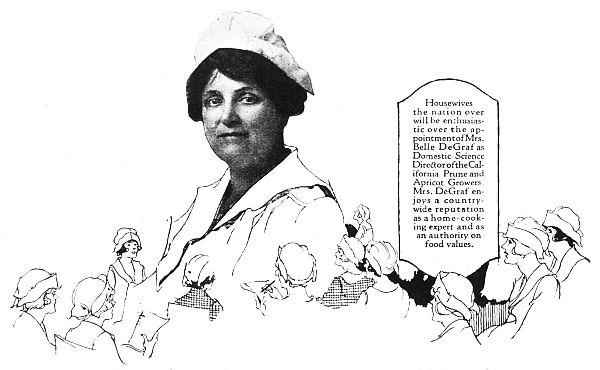 Housewives
the nation over
will be enthusias-
tic over the ap-
pointment of Mrs.
Belle DeGraf as
Domestic Science
Director of the Cal-
ifornia Prune and
Apricot Growers.
Mrs. DeGraf en-
joys a country-
wide reputation
as a home-cook-
ing expert and as
an authority on
food values.